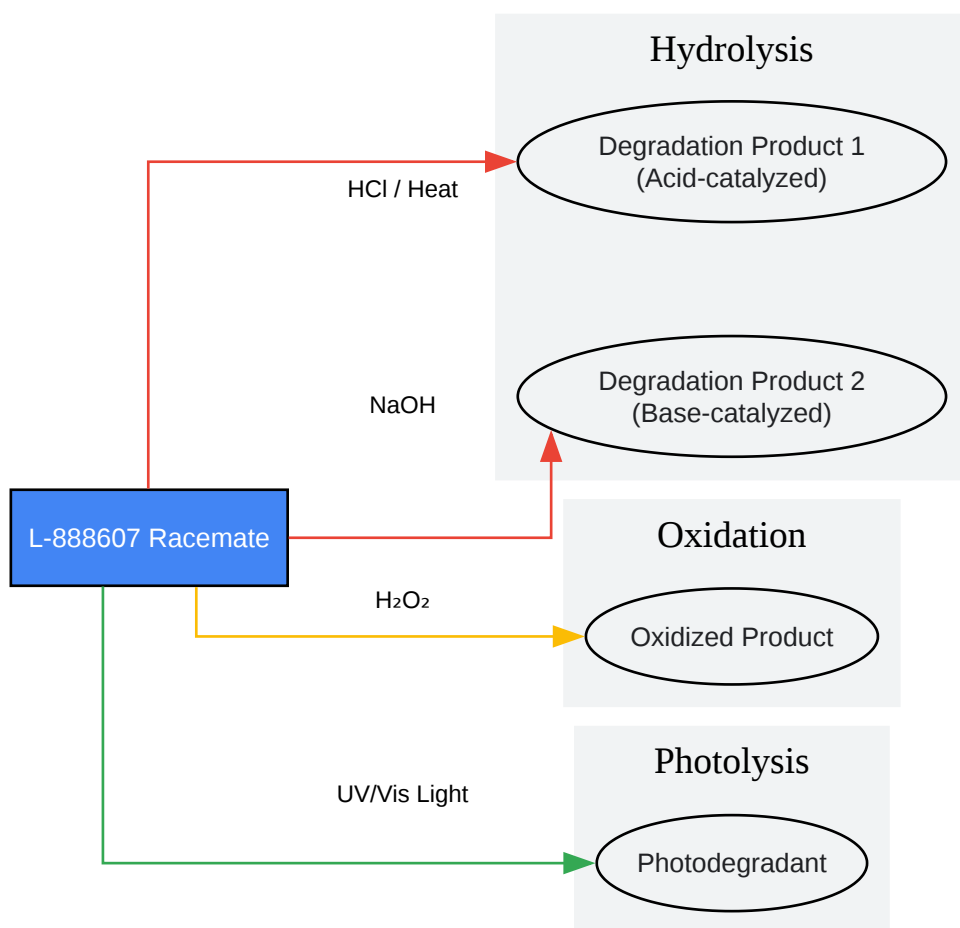 Hydrolysis
Degradation Product 1
(Acid-catalyzed)
HCl / Heat
Degradation Product 2
(Base-catalyzed)
NaOH
L-888607 Racemate
Oxidation
H₂O₂
Oxidized Product
Photolysis
UV/Vis Light
Photodegradant